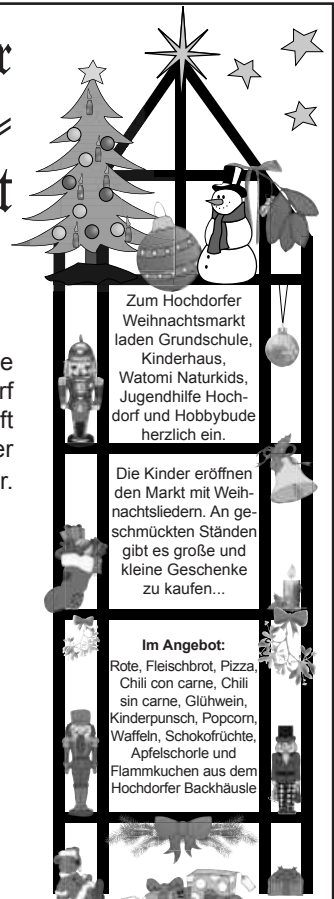 r
t
e
rf
ft
er
r.
Zum Hochdorfer
Weihnachtsmarkt
laden Grundschule,
Kinderhaus,
Watomi Naturkids,
Jugendhilfe Hoch-
dorf und Hobbybude
herzlich ein.
Die Kinder eröffnen
den Markt mit Weih-
nachtsliedern. An ge-
schmückten Ständen
gibt es große und
kleine Geschenke
zu kaufen...
Im Angebot:
Rote, Fleischbrot, Pizza,
Chili con carne, Chili
sin carne, Glühwein,
Kinderpunsch, Popcorn,
Waffeln, Schokofrüchte,
Apfelschorle und
Flammkuchen aus dem
Hochdorfer Backhäusle